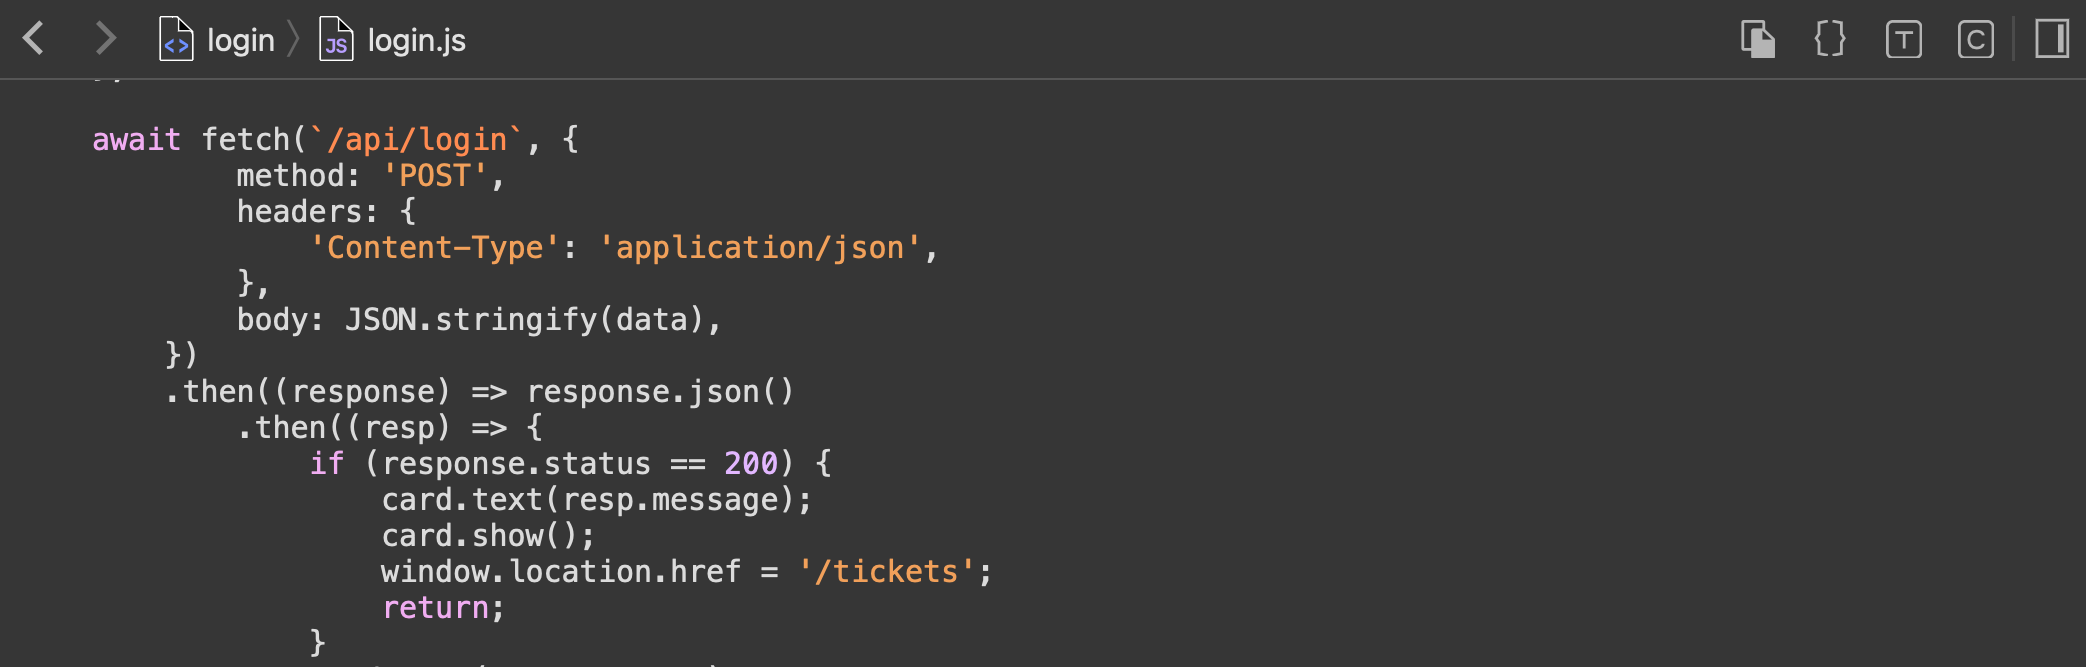 login login.js
await fetch(`/api/login`, {
method: 'POST',
headers: {
'Content-Type': 'application/json',
},
body: JSON.stringify(data),
})
.then((response) => response.json()
.then((resp) => {
if (response.status == 200) {
card.text(resp.message);
card.show();
window.location.href = '/tickets';
return;
}